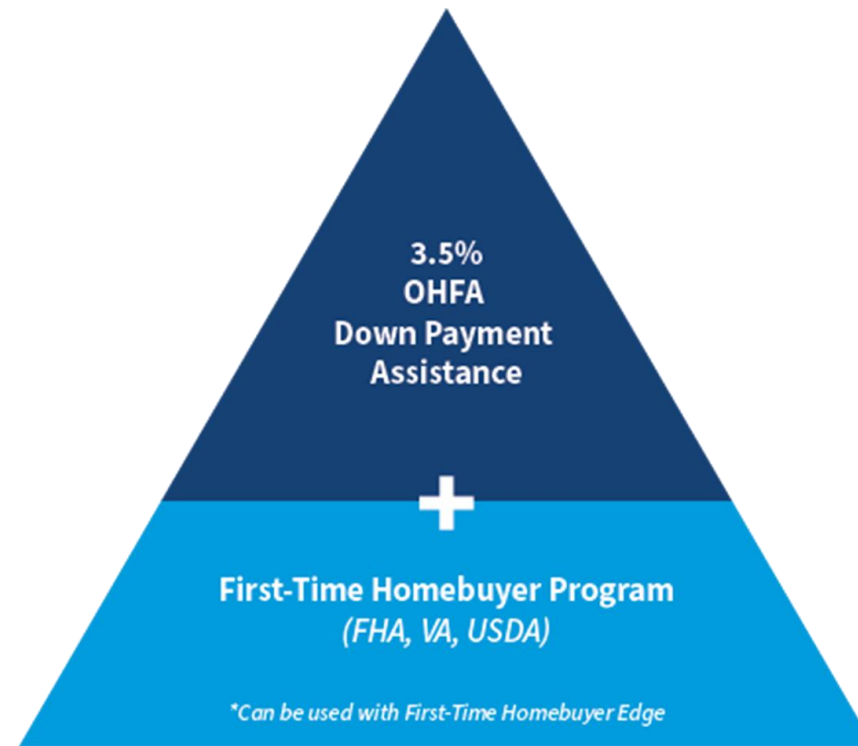 3.5%
OHFA
Down Payment
Assistance
+
First-Time Homebuyer Program
(FHA, VA, USDA)
*Can be used with First-Time Homebuyer Edge